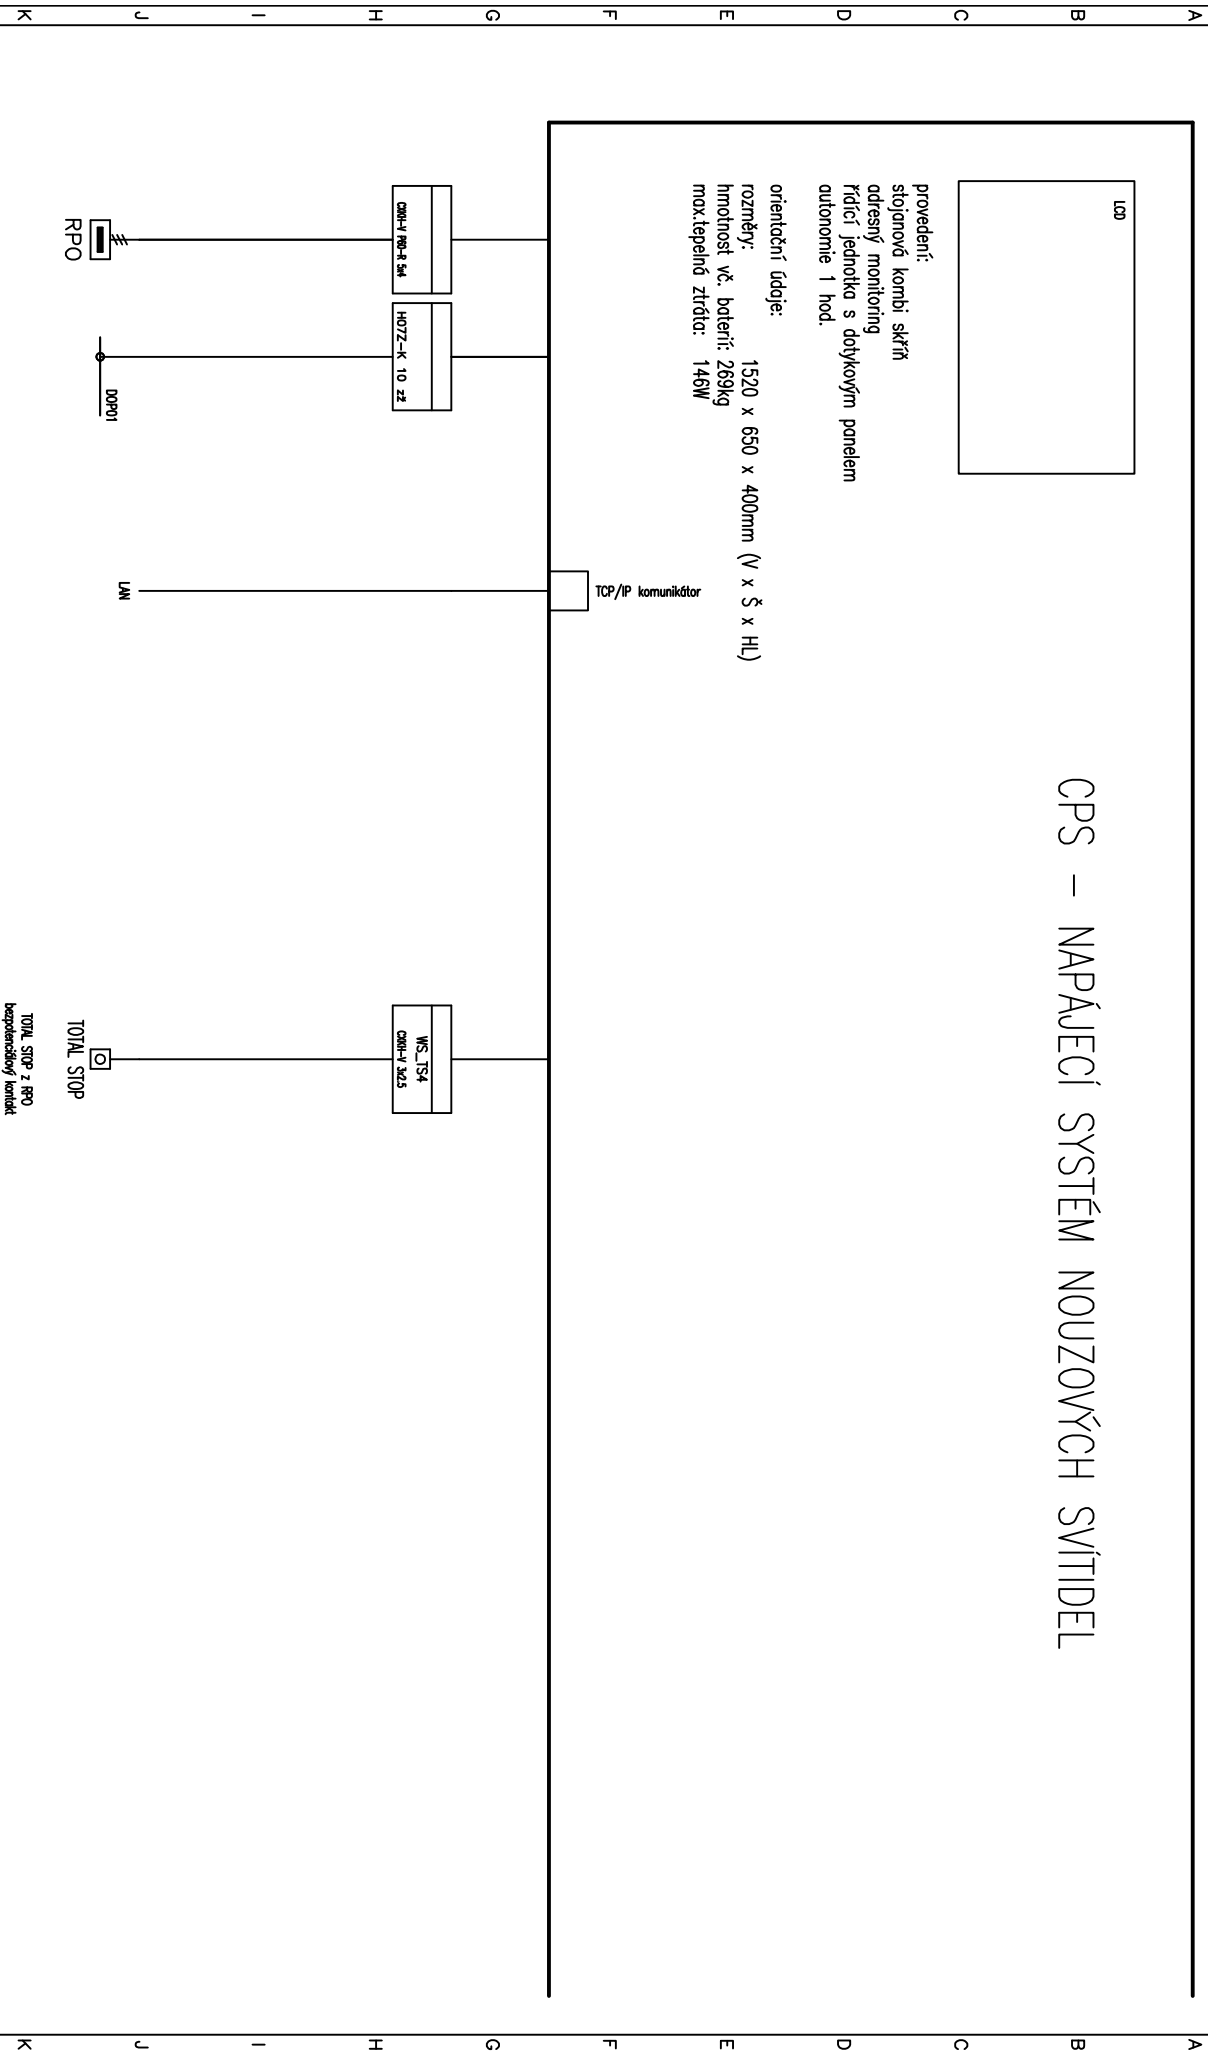 A B C D E F G H I J K
LCD
CPS – NAPÁJECÍ SYSTÉM NOUZOVÝCH SVÍTIDEL
provedení:
stojanová kombi skříň
adresný monitoring
řídící jednotka s dotykovým panelem
autonomie 1 hod.
orientační údaje:
rozměry: 1520 x 650 x 400mm (V x Š x HL)
hmotnost vč. baterií: 269kg
max.tepelná ztráta: 146W
TCP/IP komunikátor
CXKH-V P60-R 5x4
H07Z-K 10 zž
WS_TS4
CXKH-V 3x2.5
DOP01
LAN
RPO
TOTAL STOP
TOTAL STOP z RPO
bezpotenciálový kontakt
A B C D E F G H I J K